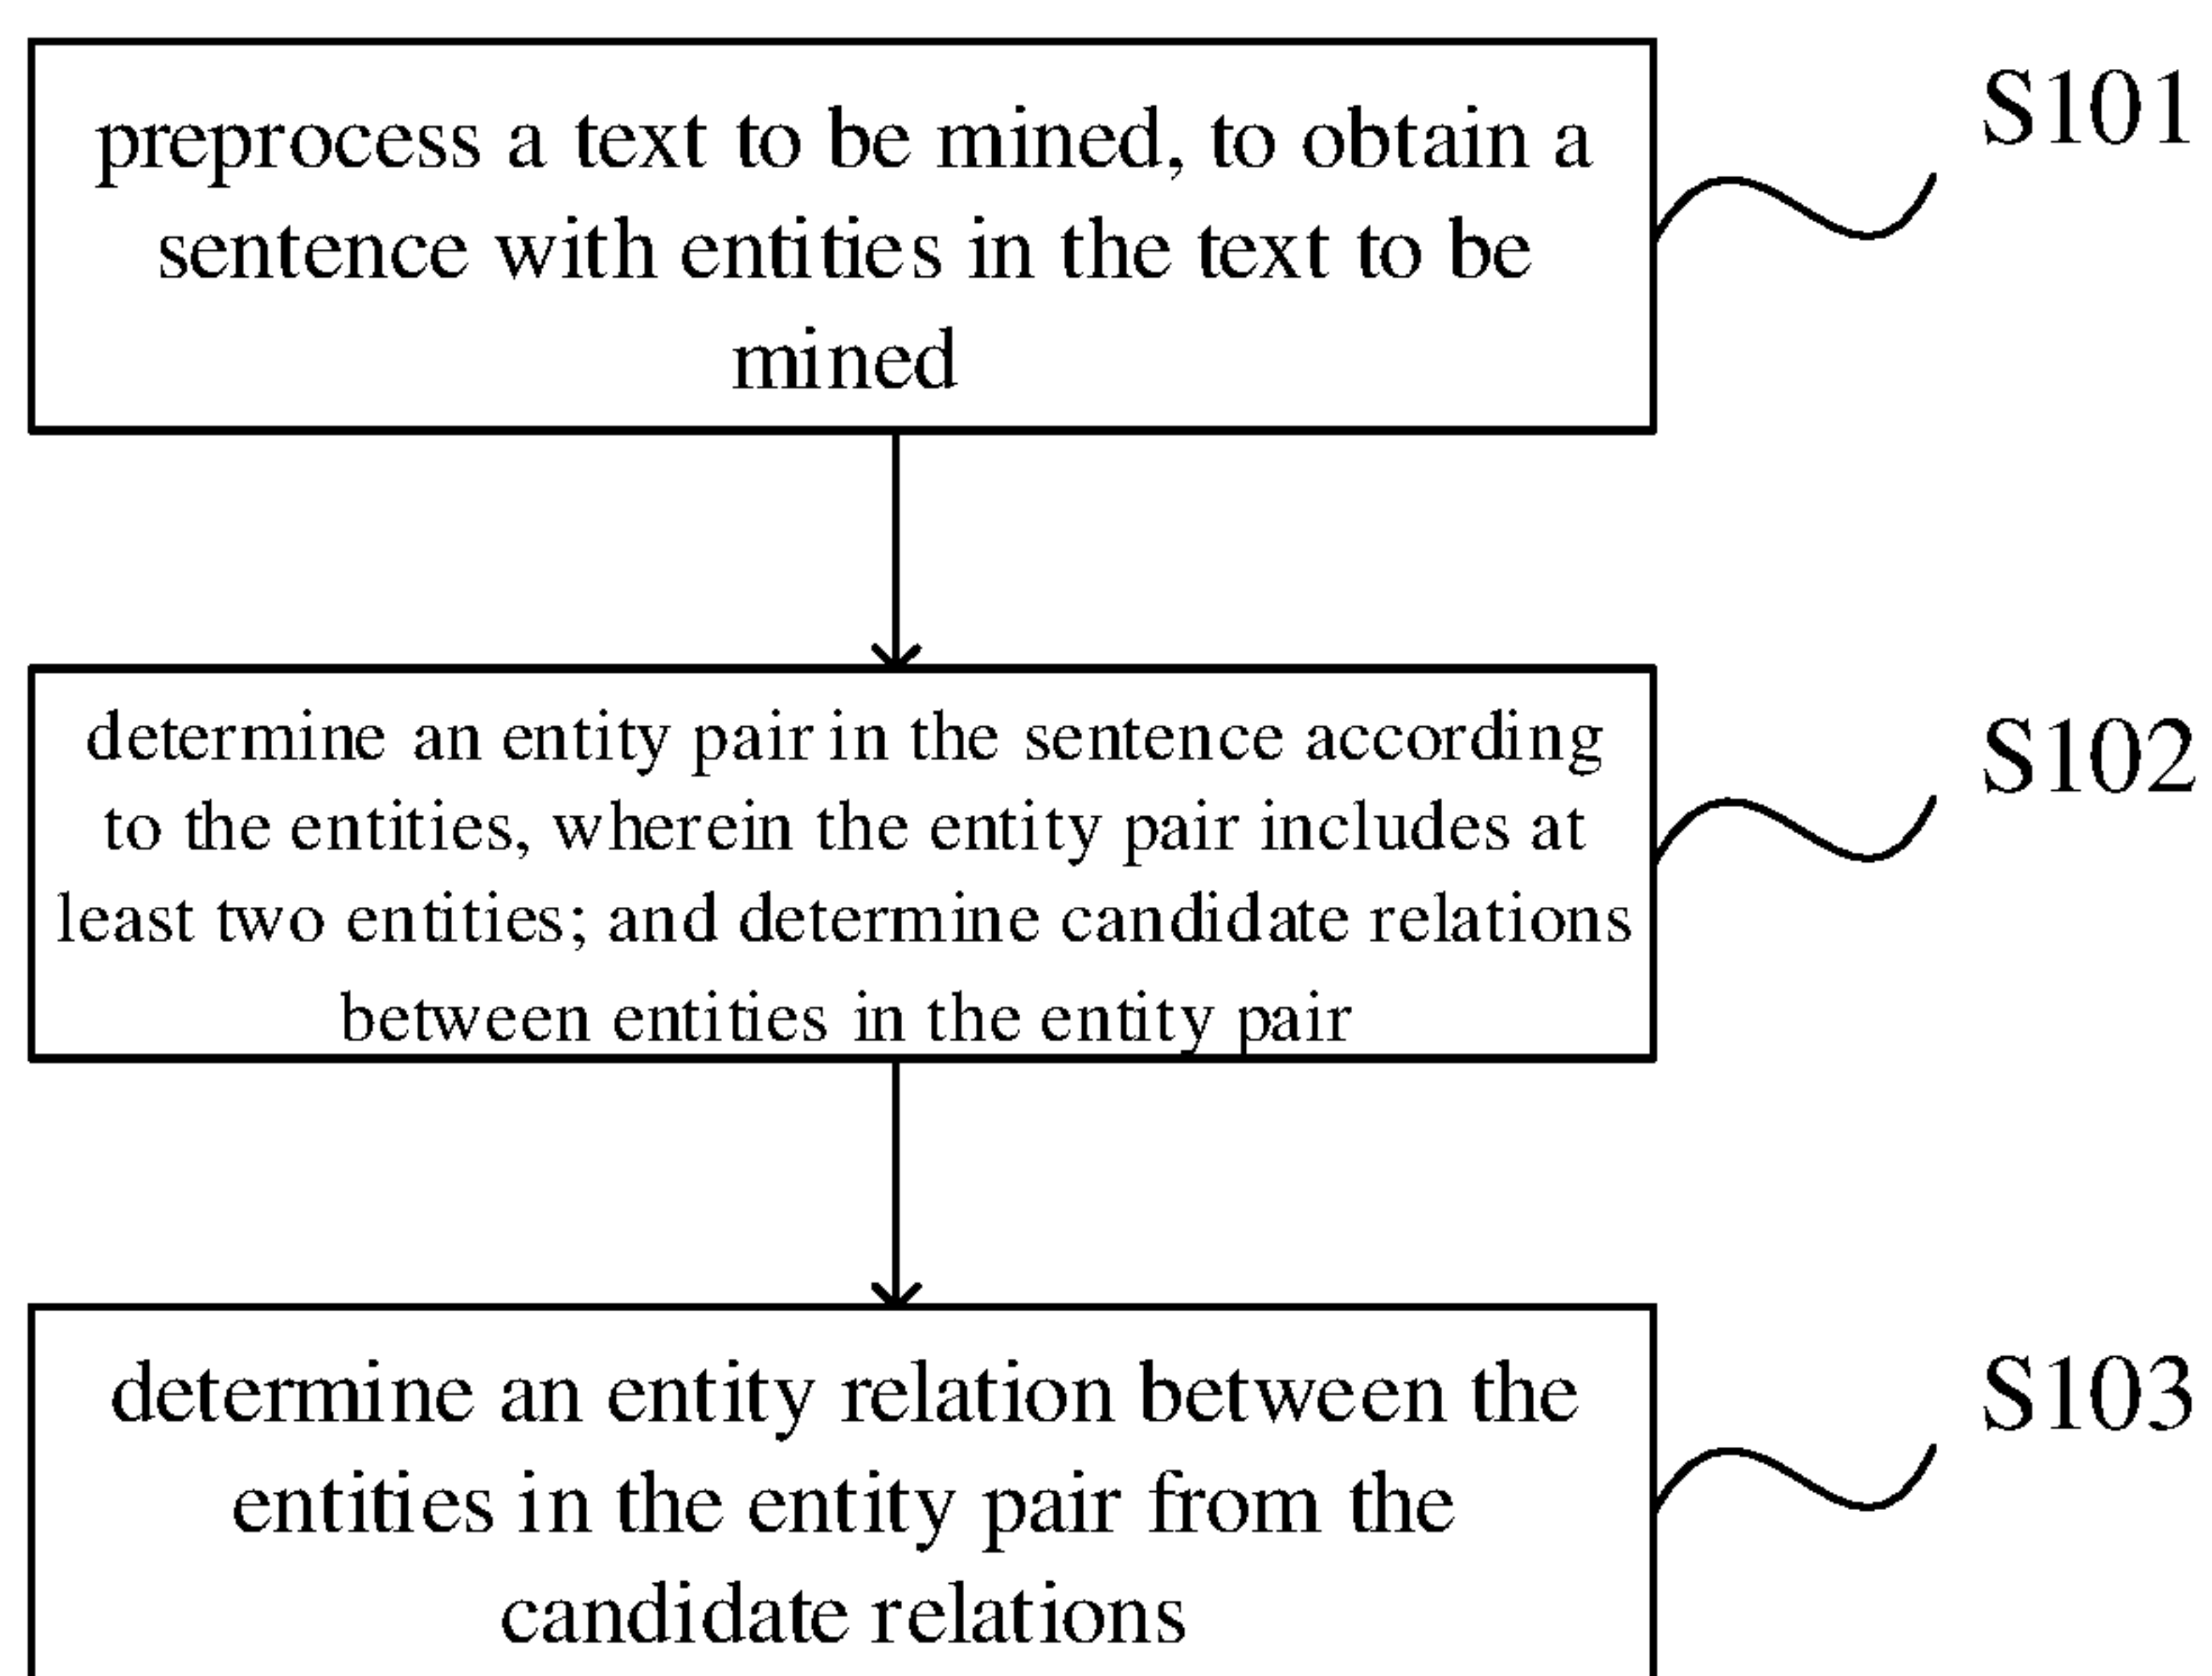 preprocess a text to be mined, to obtain a
sentence with entities in the text to be
mined
S101
determine an entity pair in the sentence according
to the entities, wherein the entity pair includes at
least two entities; and determine candidate relations
between entities in the entity pair
S102
determine an entity relation between the
entities in the entity pair from the
candidate relations
S103